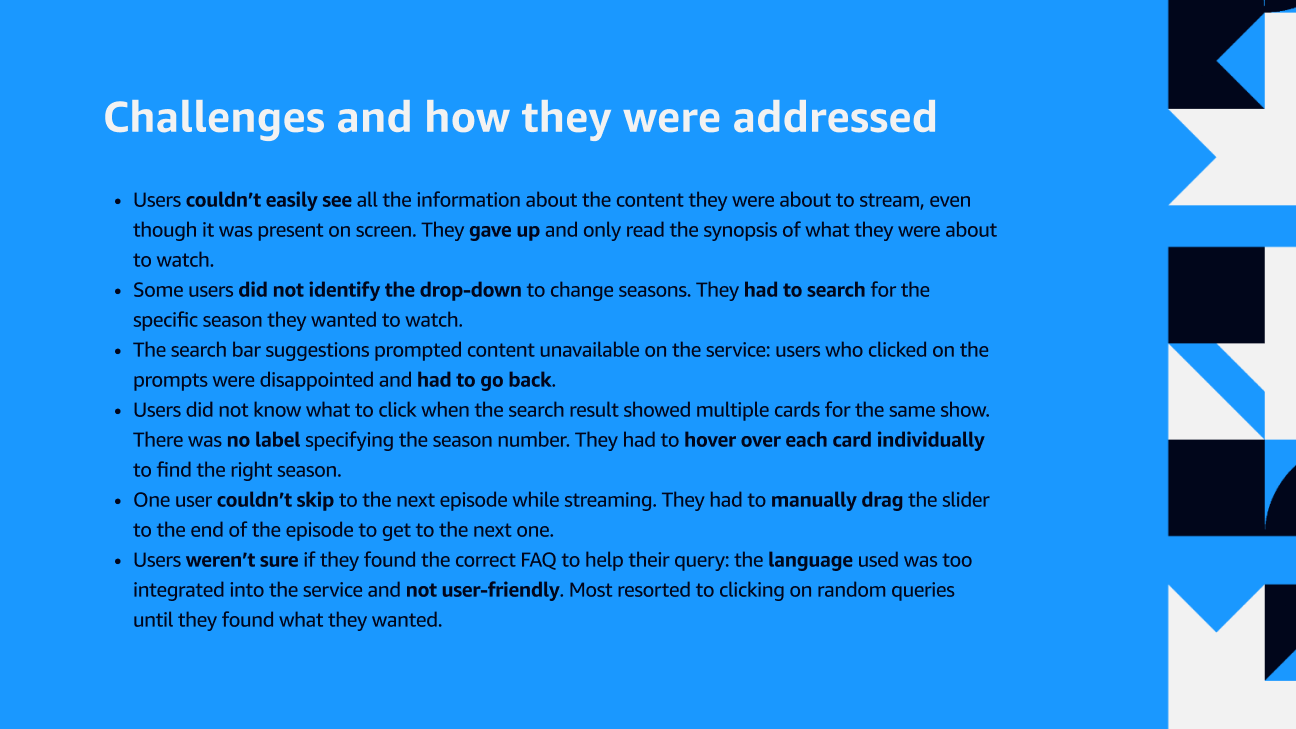 Challenges and how they were addressed
• Users couldn’t easily see all the information about the content they were about to stream, even
though it was present on screen. They gave up and only read the synopsis of what they were about
to watch.
• Some users did not identify the drop-down to change seasons. They had to search for the
specific season they wanted to watch.
• The search bar suggestions prompted content unavailable on the service: users who clicked on the
prompts were disappointed and had to go back.
• Users did not know what to click when the search result showed multiple cards for the same show.
There was no label specifying the season number. They had to hover over each card individually
to find the right season.
• One user couldn’t skip to the next episode while streaming. They had to manually drag the slider
to the end of the episode to get to the next one.
• Users weren’t sure if they found the correct FAQ to help their query: the language used was too
integrated into the service and not user-friendly. Most resorted to clicking on random queries
until they found what they wanted.